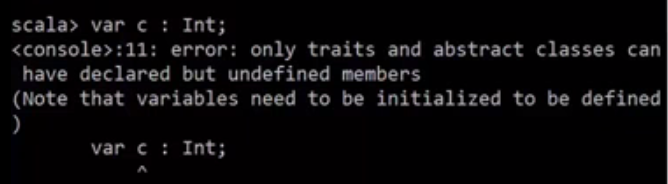 scala> var c : Int;
<console>:11: error: only traits and abstract classes can
 have declared but undefined members
(Note that variables need to be initialized to be defined
)
       var c : Int;
           ^